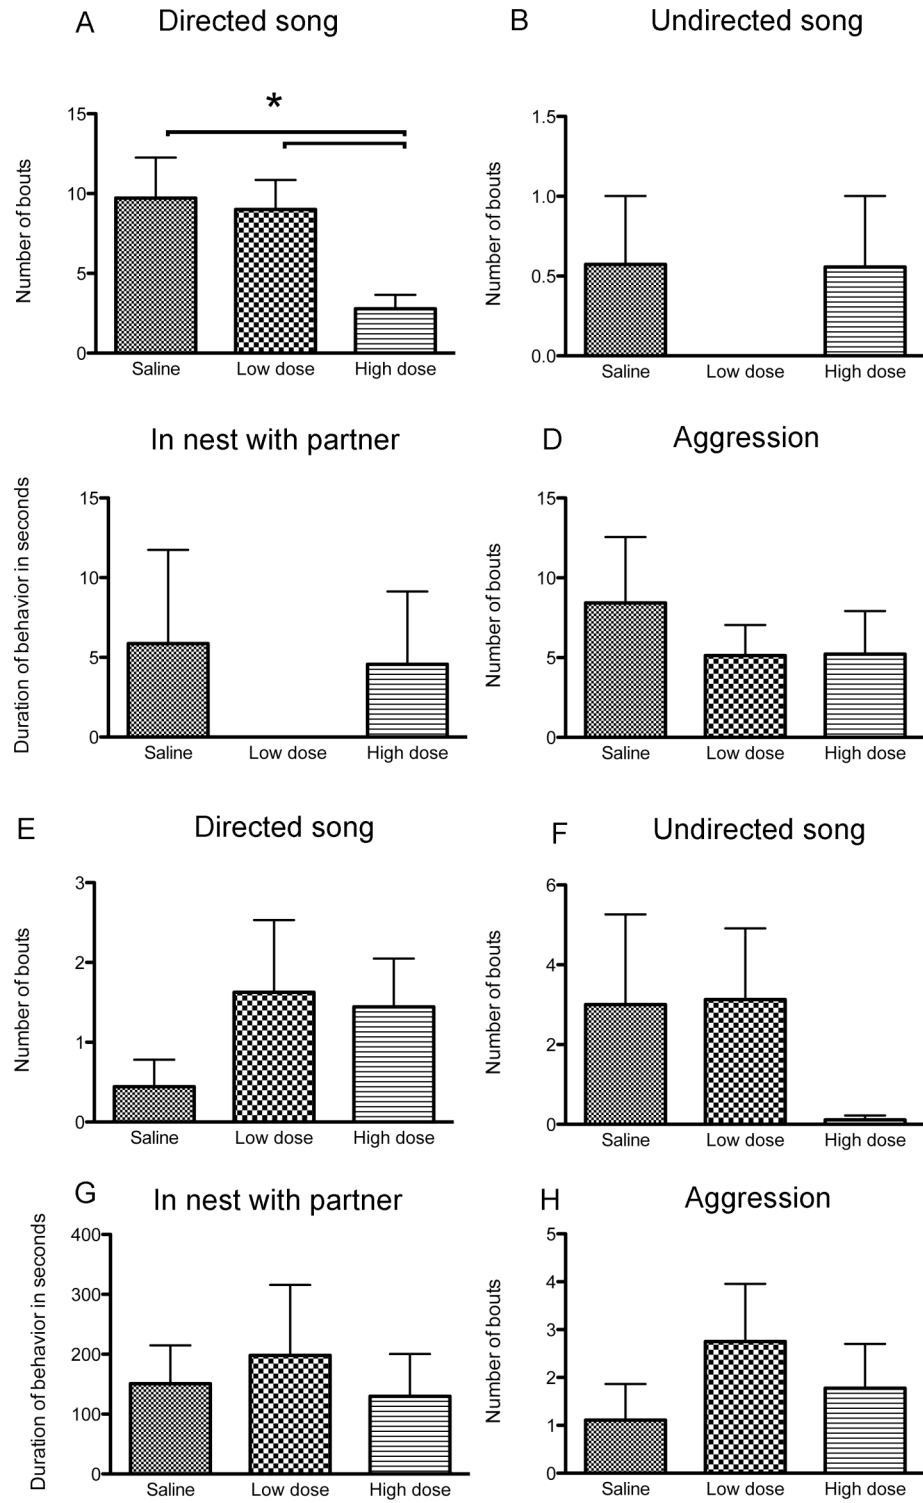 A Directed song
*
15
10
5
0
Number of bouts
Saline Low dose High dose
B Undirected song
1.5
1.0
0.5
0.0
Number of bouts
Saline Low dose High dose
In nest with partner
15
10
5
0
Duration of behavior in seconds
Saline Low dose High dose
D Aggression
15
10
5
0
Number of bouts
Saline Low dose High dose
E Directed song
3
2
1
0
Number of bouts
Saline Low dose High dose
F Undirected song
6
4
2
0
Number of bouts
Saline Low dose High dose
G In nest with partner
400
300
200
100
0
Duration of behavior in seconds
Saline Low dose High dose
H Aggression
5
4
3
2
1
0
Number of bouts
Saline Low dose High dose